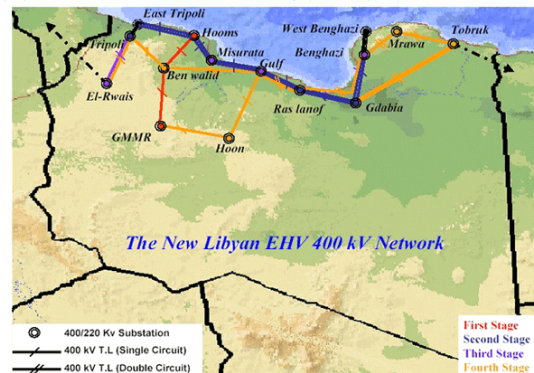 East Tripoli
West Benghazi
Tripoli
Hooms
Mrawa
Tobruk
Misurata
Benghazi
Ben walid
Gulf
El-Rwais
Ras lanof
Gdabia
GMMR
Hoon
The New Libyan EHV 400 kV Network
400/220 Kv Substation
400 kV T.L (Single Circuit)
400 kV T.L (Double Circuit)
First Stage
Second Stage
Third Stage
Fourth Stage